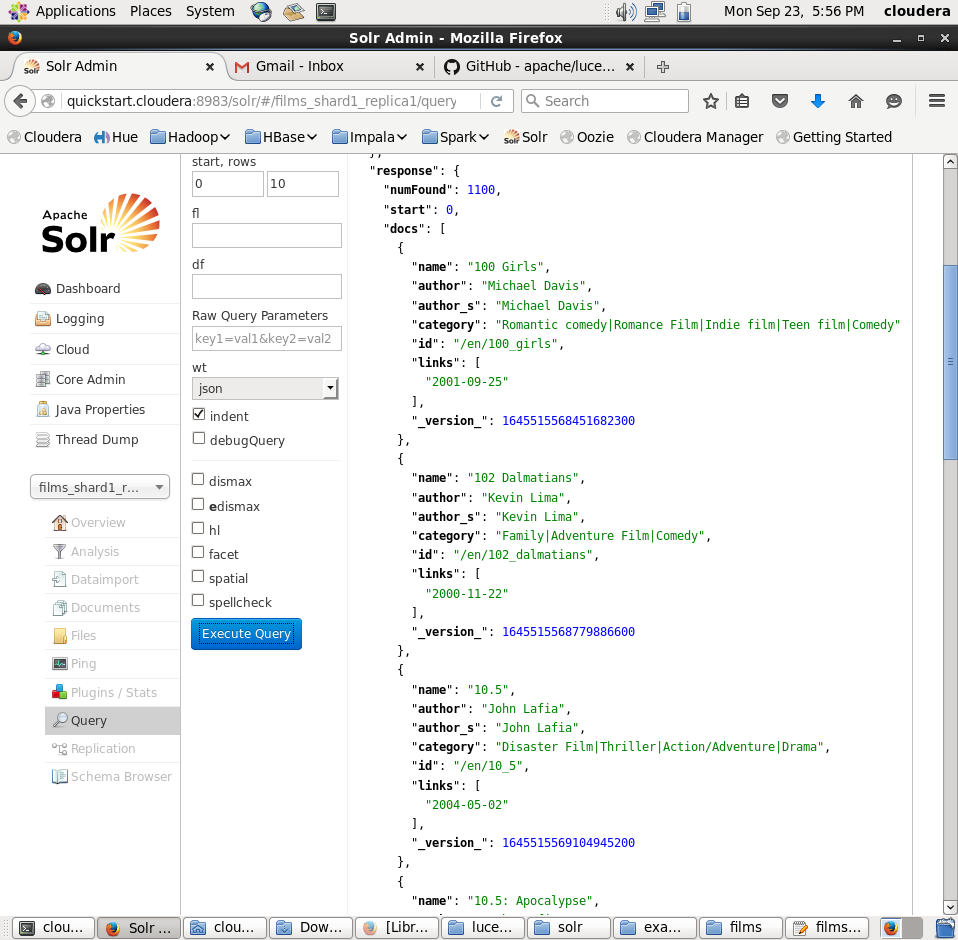 Applications Places System Mon Sep 23, 5:56 PM cloudera
Solr Admin - Mozilla Firefox
Solr Admin × Gmail - Inbox × GitHub - apache/luce... ×
quickstart.cloudera:8983/solr/#/films_shard1_replica1/query Search
Cloudera Hue Hadoop HBase Impala Spark Solr Oozie Cloudera Manager Getting Started
Apache
Solr
Dashboard
Logging
Cloud
Core Admin
Java Properties
Thread Dump
films_shard1_r...
Overview
Analysis
Dataimport
Documents
Files
Ping
Plugins / Stats
Query
Replication
Schema Browser
start, rows
0 10
fl
df
Raw Query Parameters
key1=val1&key2=val2
wt
json
indent
debugQuery
dismax
edismax
hl
facet
spatial
spellcheck
Execute Query
},
"response": {
"numFound": 1100,
"start": 0,
"docs": [
{
"name": "100 Girls",
"author": "Michael Davis",
"author_s": "Michael Davis",
"category": "Romantic comedy|Romance Film|Indie film|Teen film|Comedy"
"id": "/en/100_girls",
"links": [
"2001-09-25"
],
"_version_": 1645515568451682300
},
{
"name": "102 Dalmatians",
"author": "Kevin Lima",
"author_s": "Kevin Lima",
"category": "Family|Adventure Film|Comedy",
"id": "/en/102_dalmatians",
"links": [
"2000-11-22"
],
"_version_": 1645515568779886600
},
{
"name": "10.5",
"author": "John Lafia",
"author_s": "John Lafia",
"category": "Disaster Film|Thriller|Action/Adventure|Drama",
"id": "/en/10_5",
"links": [
"2004-05-02"
],
"_version_": 1645515569104945200
},
{
"name": "10.5: Apocalypse",
clou... Solr ... clou... Dow... [Libr... luce... solr exa... films films...